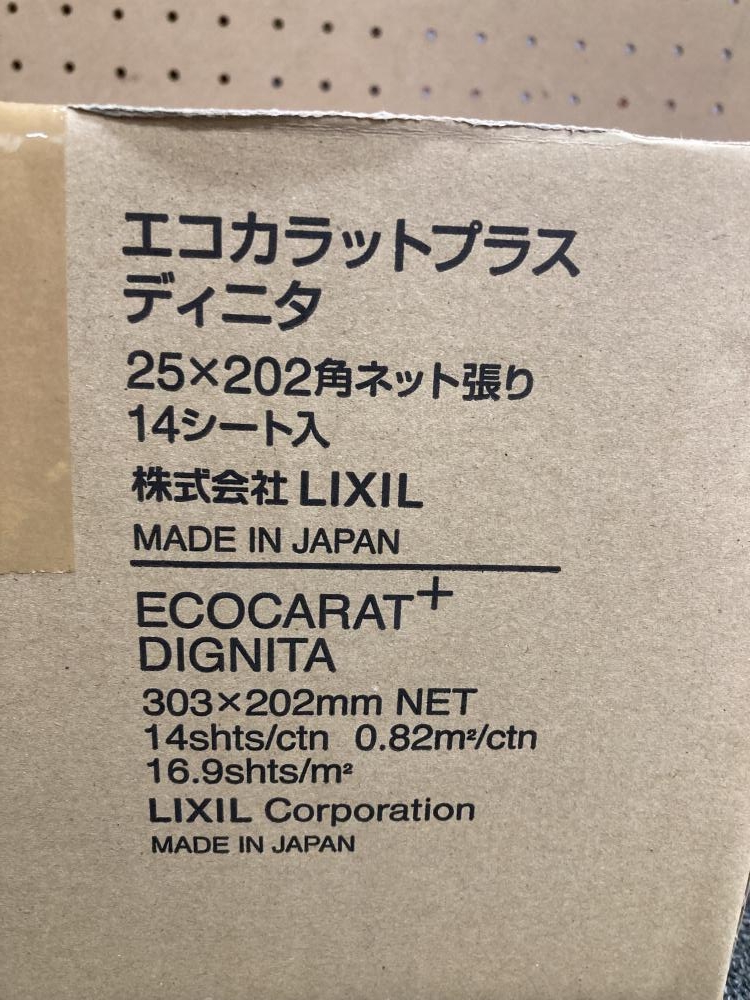 エコカラットプラス
ディニタ
25×202角ネット張り
14シート入
株式会社 LIXIL
MADE IN JAPAN
ECOCARAT⁺
DIGNITA
303×202mm NET
14shts/ctn 0.82m²/ctn
16.9shts/m²
LIXIL Corporation
MADE IN JAPAN